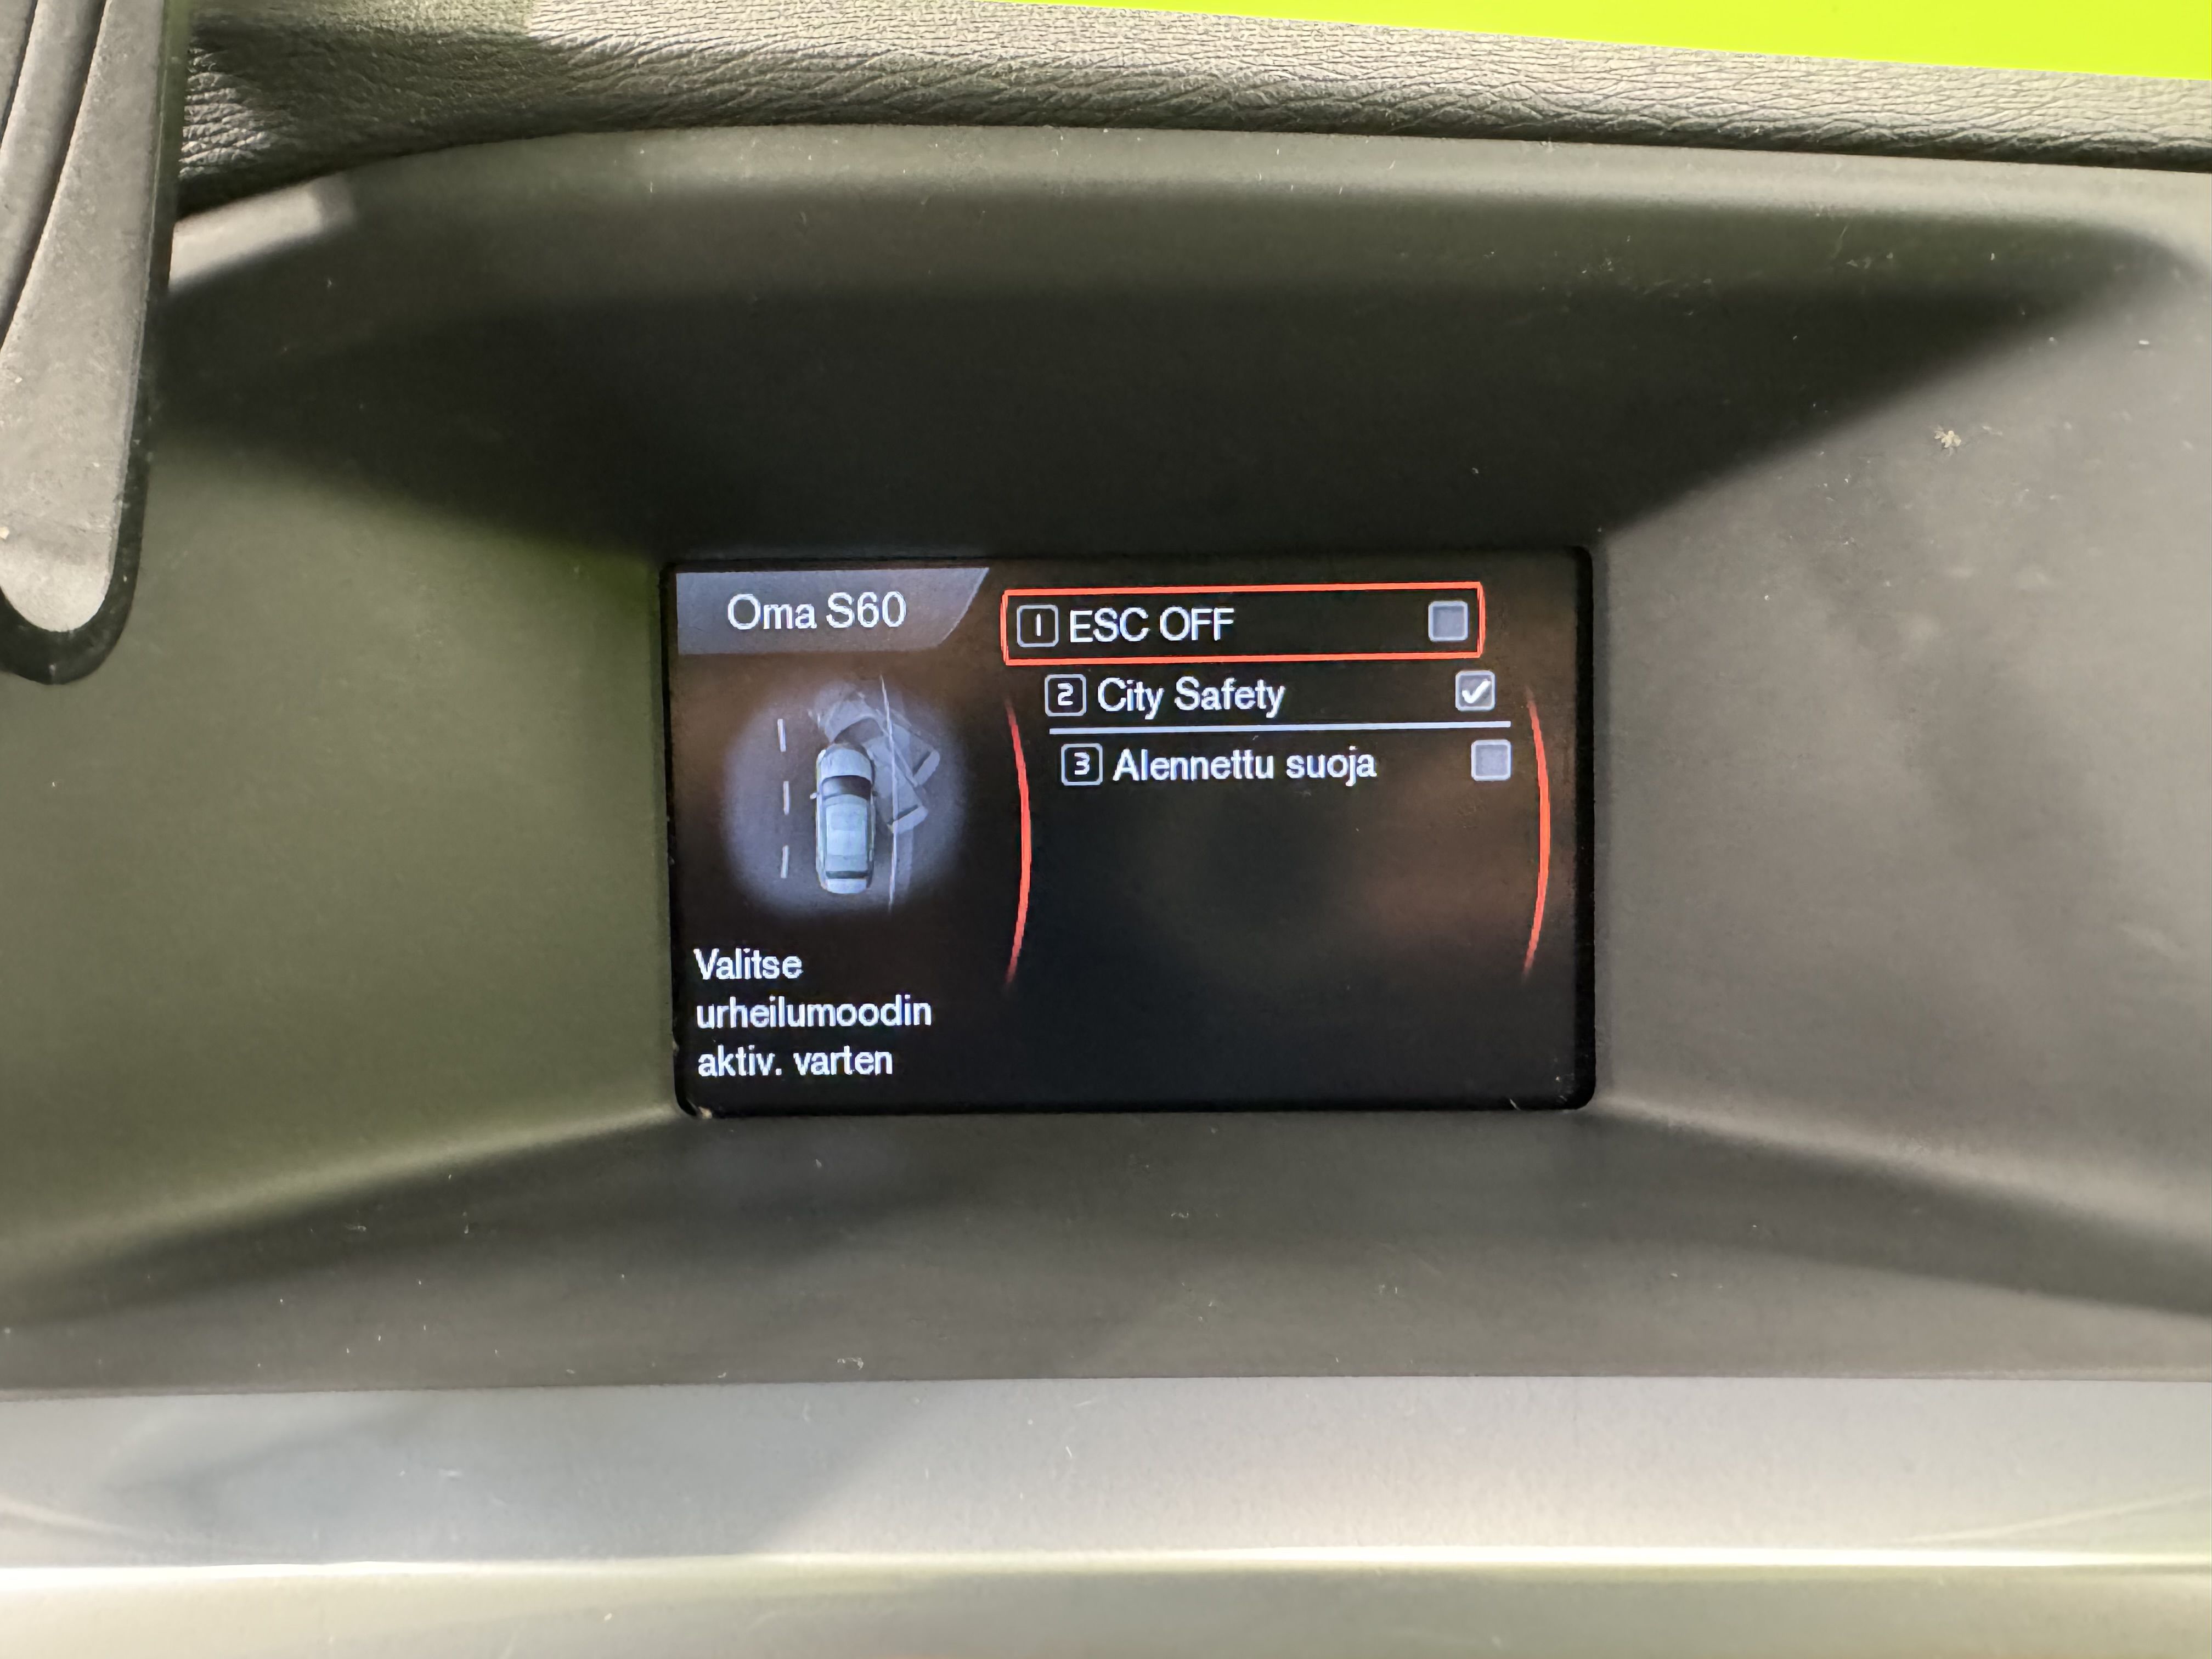 Oma S60
1 ESC OFF
2 City Safety
3 Alennettu suoja
Valitse
urheilumoodin
aktiv. varten